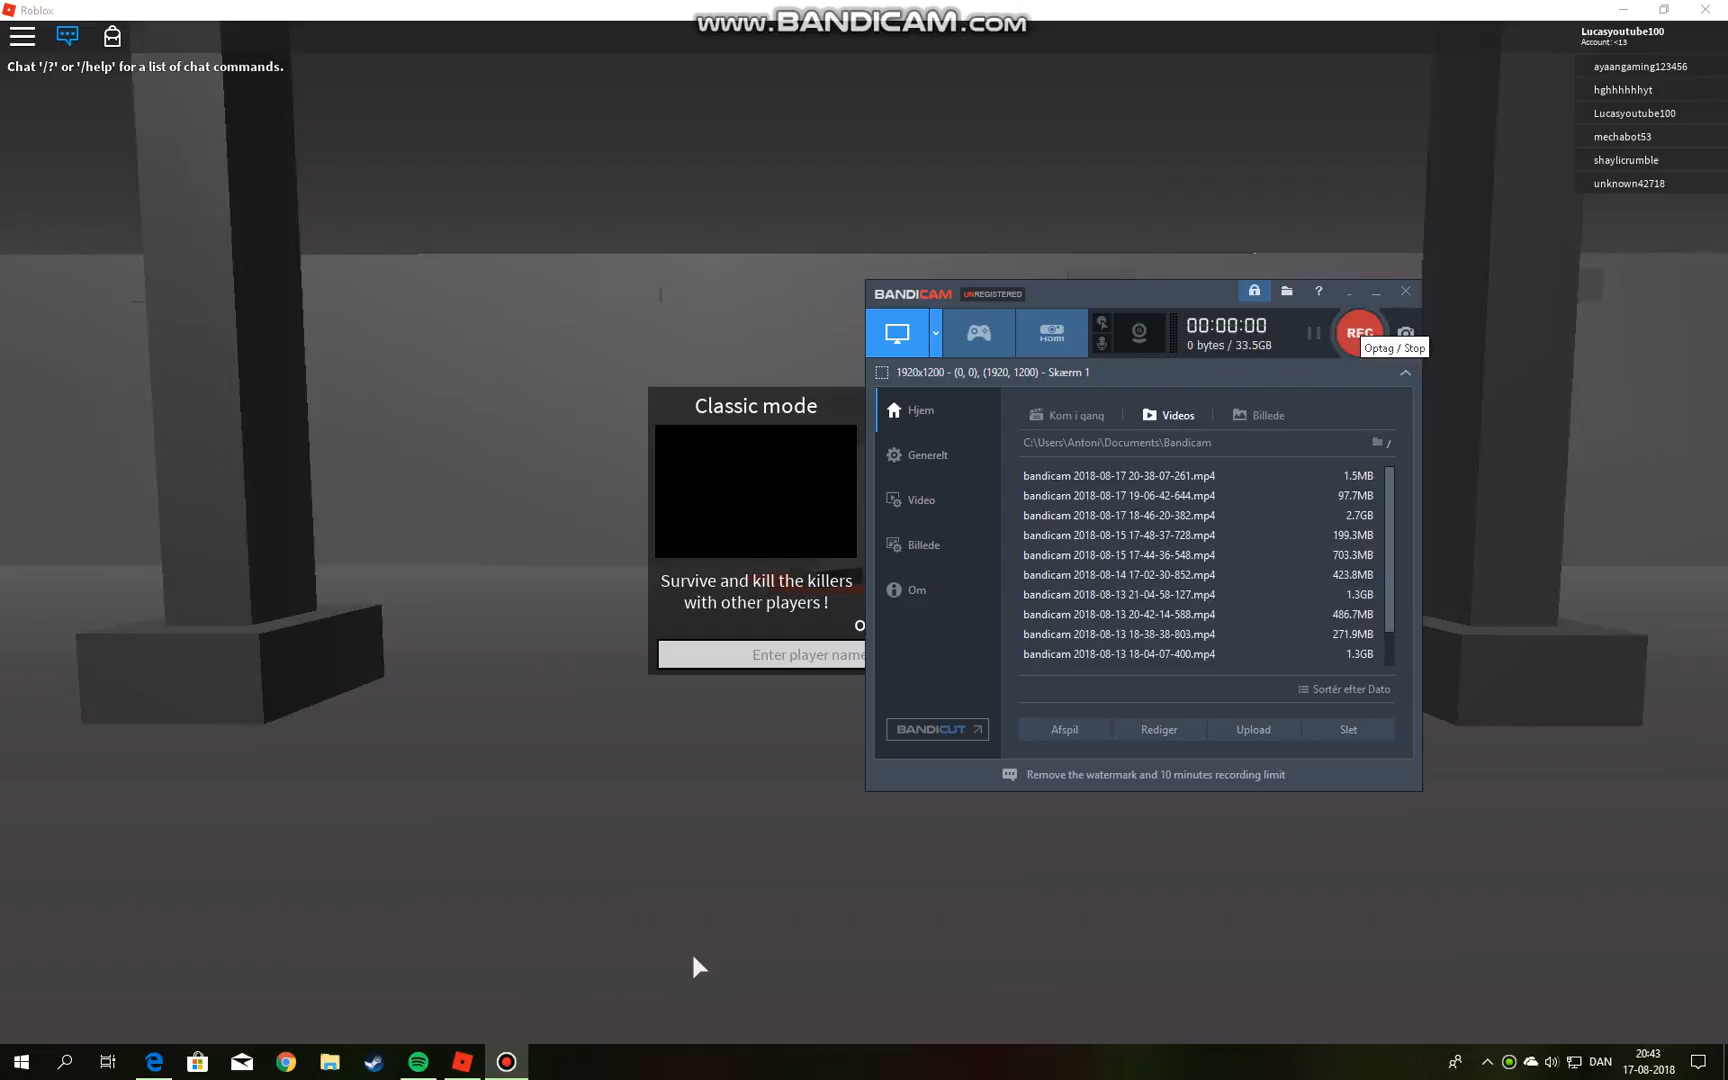 Roblox
www.BANDICAM.com
Chat '/?' or '/help' for a list of chat commands.
Lucasyoutube100
Account: <13
ayaangaming123456
hghhhhhyt
Lucasyoutube100
mechabot53
shaylicrumble
unknown42718
Classic mode
Survive and kill the killers
with other players !
O
Enter player name
BANDICAM UNREGISTERED
?
HDMI
00:00:00
0 bytes / 33.5GB
REC
Optag / Stop
1920x1200 - (0, 0), (1920, 1200) - Skærm 1
Hjem
Generelt
Video
Billede
Om
BANDICUT
Kom i gang
Videos
Billede
C:\Users\Antoni\Documents\Bandicam
bandicam 2018-08-17 20-38-07-261.mp4 1.5MB
bandicam 2018-08-17 19-06-42-644.mp4 97.7MB
bandicam 2018-08-17 18-46-20-382.mp4 2.7GB
bandicam 2018-08-15 17-48-37-728.mp4 199.3MB
bandicam 2018-08-15 17-44-36-548.mp4 703.3MB
bandicam 2018-08-14 17-02-30-852.mp4 423.8MB
bandicam 2018-08-13 21-04-58-127.mp4 1.3GB
bandicam 2018-08-13 20-42-14-588.mp4 486.7MB
bandicam 2018-08-13 18-38-38-803.mp4 271.9MB
bandicam 2018-08-13 18-04-07-400.mp4 1.3GB
Sortér efter Dato
Afspil
Rediger
Upload
Slet
Remove the watermark and 10 minutes recording limit
DAN
20:43
17-08-2018